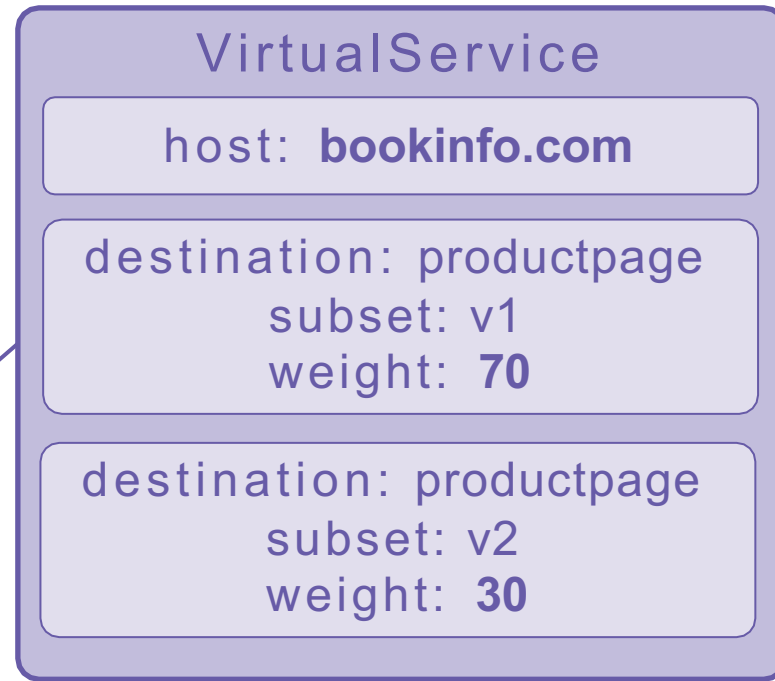 VirtualService
host: bookinfo.com
destination: productpage
subset: v1
weight: 70
destination: productpage
subset: v2
weight: 30